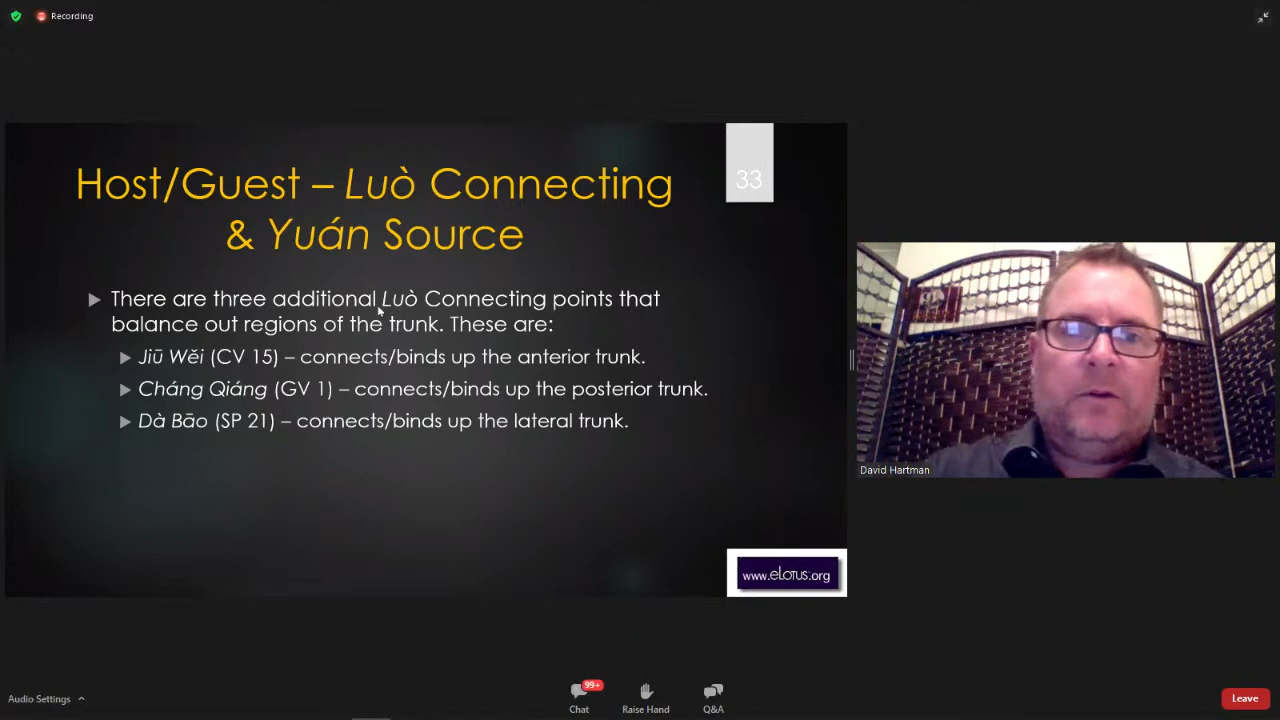 Recording
Host/Guest – Luò Connecting
& Yuán Source
33
There are three additional Luò Connecting points that
balance out regions of the trunk. These are:
Jiū Wěi (CV 15) – connects/binds up the anterior trunk.
Cháng Qiáng (GV 1) – connects/binds up the posterior trunk.
Dà Bāo (SP 21) – connects/binds up the lateral trunk.
www.eLotus.org
David Hartman
Audio Settings
99+
Chat
Raise Hand
Q&A
Leave